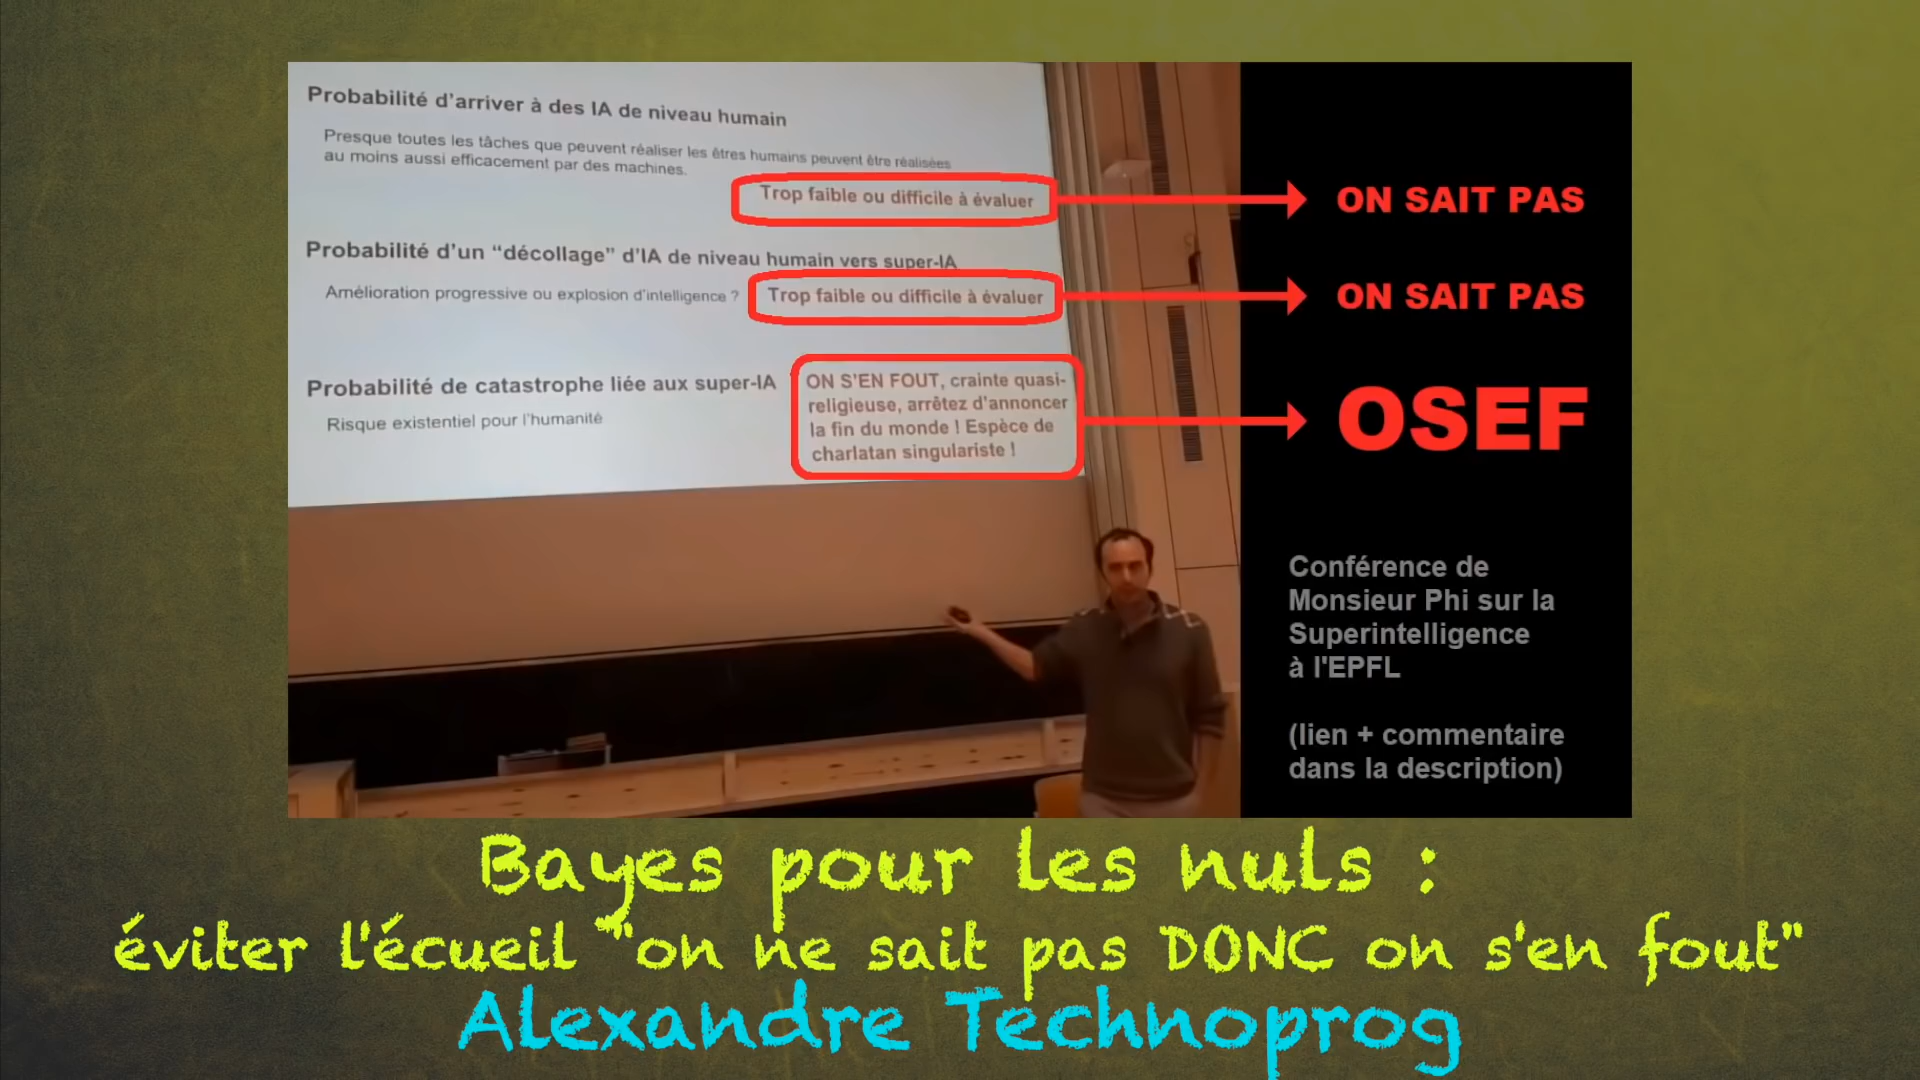 Probabilité d'arriver à des IA de niveau humain
Presque toutes les tâches que peuvent réaliser les êtres humains peuvent être réalisées
au moins aussi efficacement par des machines.
Trop faible ou difficile à évaluer
ON SAIT PAS
Probabilité d'un “décollage” d'IA de niveau humain vers super-IA
Amélioration progressive ou explosion d'intelligence ?
Trop faible ou difficile à évaluer
ON SAIT PAS
Probabilité de catastrophe liée aux super-IA
Risque existentiel pour l'humanité
ON S'EN FOUT, crainte quasi-
religieuse, arrêtez d'annoncer
la fin du monde ! Espèce de
charlatan singulariste !
OSEF
Conférence de
Monsieur Phi sur la
Superintelligence
à l'EPFL
(lien + commentaire
dans la description)
Bayes pour les nuls :
éviter l'écueil "on ne sait pas DONC on s'en fout"
Alexandre Technoprog